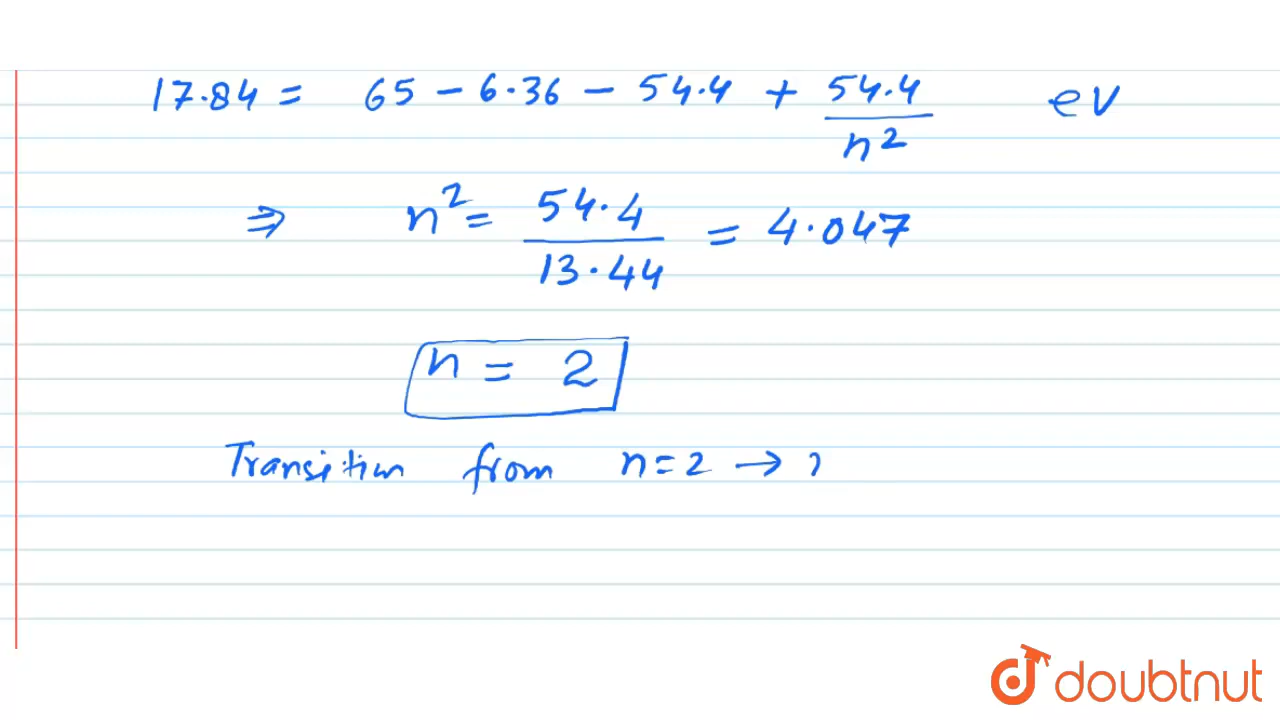 17.84 = 65 - 6.36 - 54.4 + 54.4/n² eV
⇒ n² = 54.4/13.44 = 4.047
n = 2
Transition from n=2 →
doubtnut